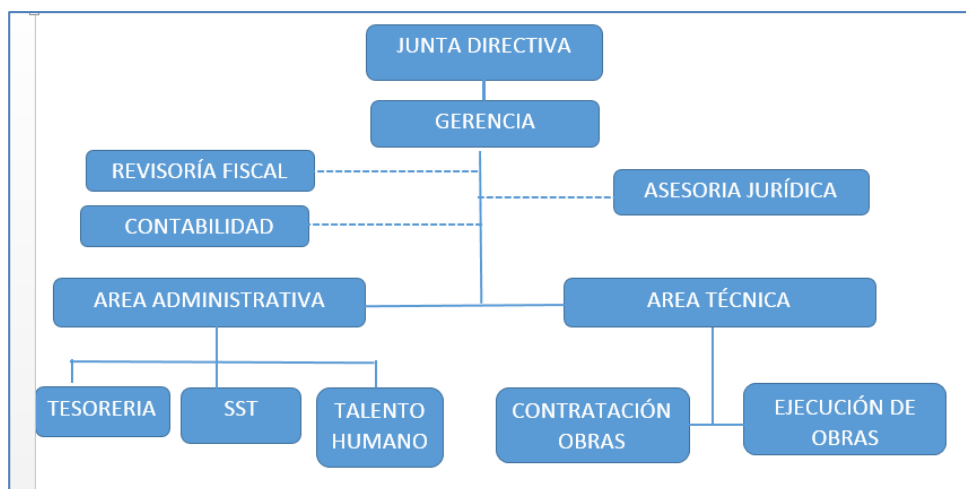 JUNTA DIRECTIVA
GERENCIA
REVISORÍA FISCAL
ASESORIA JURÍDICA
CONTABILIDAD
AREA ADMINISTRATIVA
AREA TÉCNICA
TESORERIA
SST
TALENTO
HUMANO
CONTRATACIÓN
OBRAS
EJECUCIÓN DE
OBRAS